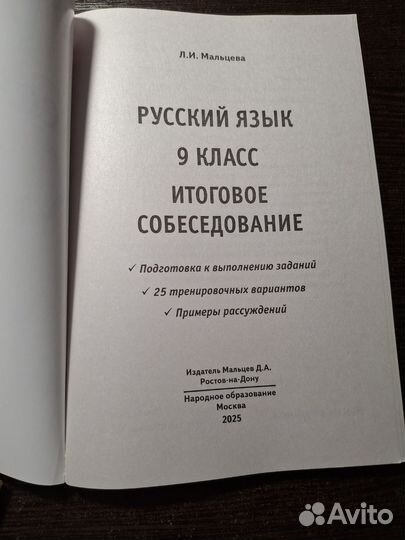 Л.И. Мальцева
РУССКИЙ ЯЗЫК
9 КЛАСС
ИТОГОВОЕ
СОБЕСЕДОВАНИЕ
✓ Подготовка к выполнению заданий
✓ 25 тренировочных вариантов
✓ Примеры рассуждений
Издатель Мальцев Д.А.
Ростов-на-Дону
Народное образование
Москва
2025
Avito